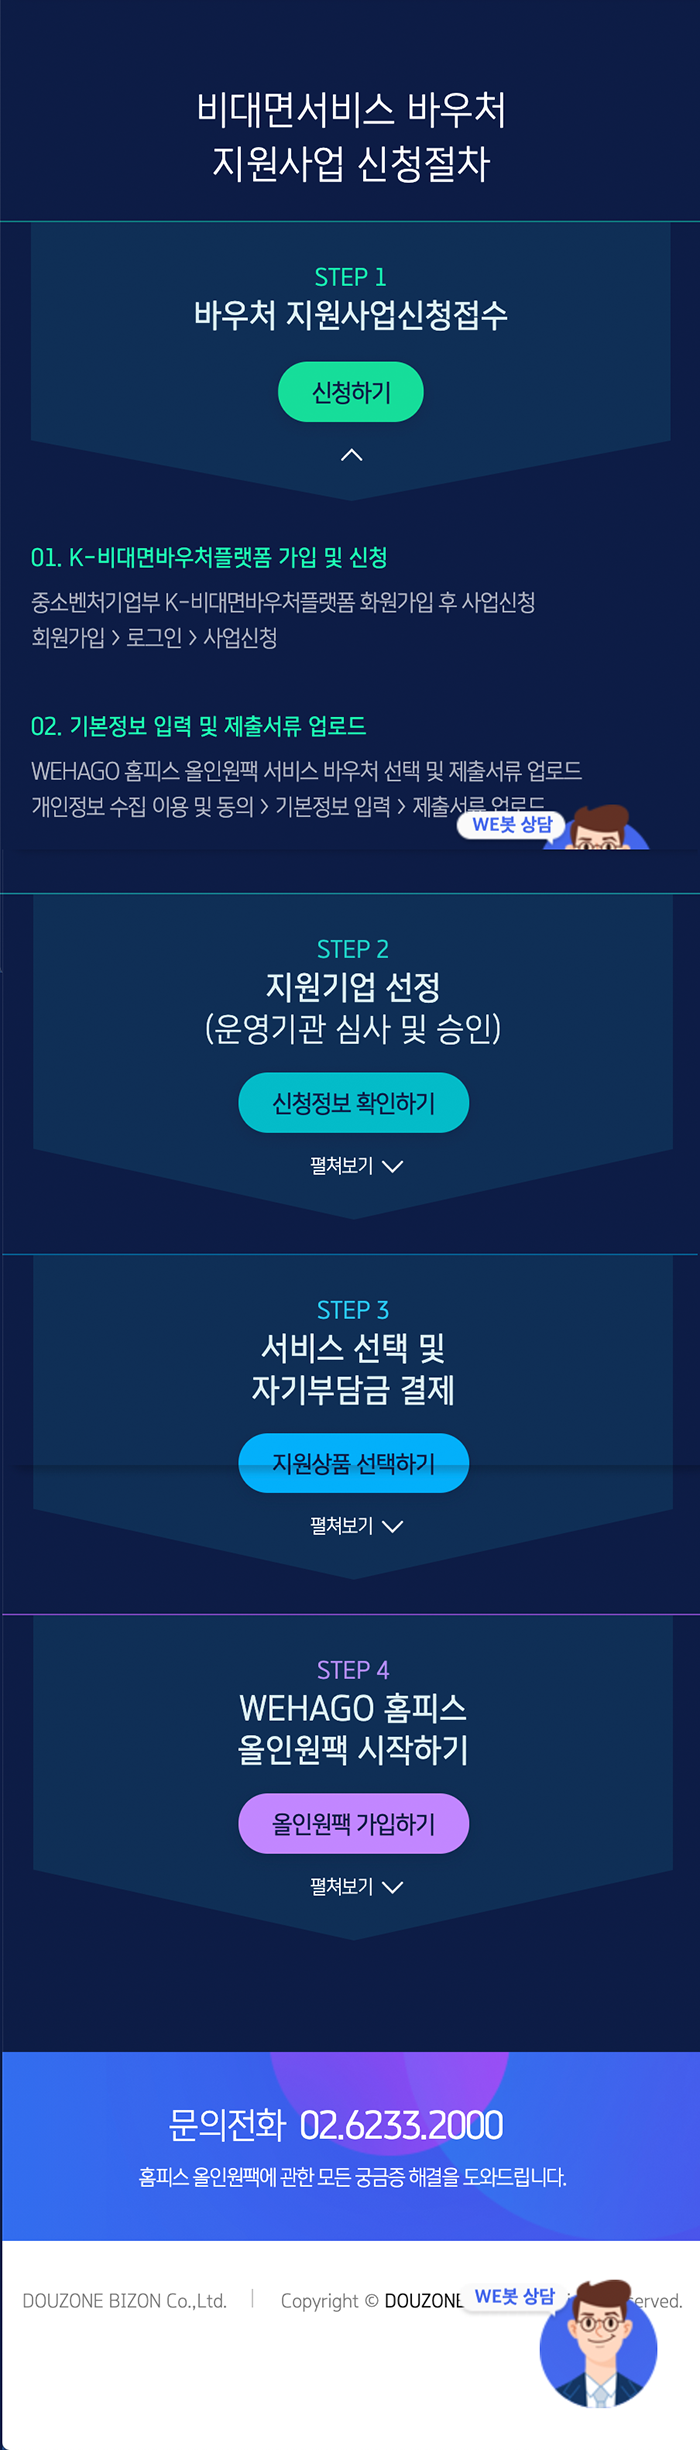 비대면서비스 바우처
지원사업 신청절차
STEP 1
바우처 지원사업신청접수
신청하기
01. K-비대면바우처플랫폼 가입 및 신청
중소벤처기업부 K-비대면바우처플랫폼 화원가입 후 사업신청
회원가입 > 로그인 > 사업신청
02. 기본정보 입력 및 제출서류 업로드
WEHAGO 홈피스 올인원팩 서비스 바우처 선택 및 제출서류 업로드
개인정보 수집 이용 및 동의 > 기본정보 입력 > 제출서류 업로드
WE봇 상담
STEP 2
지원기업 선정
(운영기관 심사 및 승인)
신청정보 확인하기
펼쳐보기
STEP 3
서비스 선택 및
자기부담금 결제
지원상품 선택하기
펼쳐보기
STEP 4
WEHAGO 홈피스
올인원팩 시작하기
올인원팩 가입하기
펼쳐보기
문의전화 02.6233.2000
홈피스 올인원팩에 관한 모든 궁금증 해결을 도와드립니다.
DOUZONE BIZON Co.,Ltd. | Copyright © DOUZONE
WE봇 상담